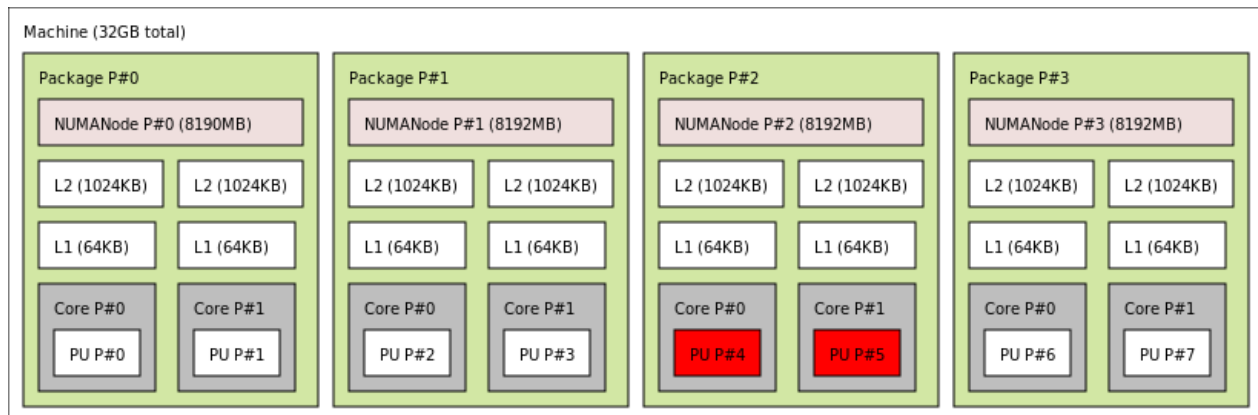 Machine (32GB total)
Package P#0
NUMANode P#0 (8190MB)
L2 (1024KB) L2 (1024KB)
L1 (64KB) L1 (64KB)
Core P#0 Core P#1
PU P#0 PU P#1
Package P#1
NUMANode P#1 (8192MB)
L2 (1024KB) L2 (1024KB)
L1 (64KB) L1 (64KB)
Core P#0 Core P#1
PU P#2 PU P#3
Package P#2
NUMANode P#2 (8192MB)
L2 (1024KB) L2 (1024KB)
L1 (64KB) L1 (64KB)
Core P#0 Core P#1
PU P#4 PU P#5
Package P#3
NUMANode P#3 (8192MB)
L2 (1024KB) L2 (1024KB)
L1 (64KB) L1 (64KB)
Core P#0 Core P#1
PU P#6 PU P#7